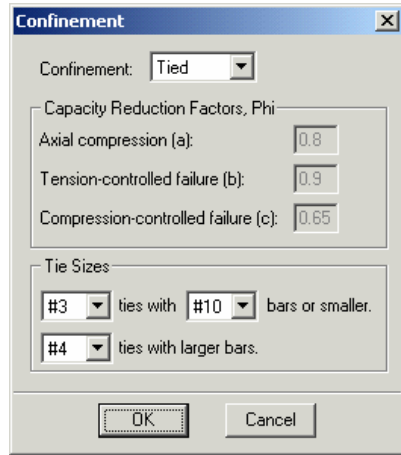 Confinement
Confinement: Tied
Capacity Reduction Factors, Phi
Axial compression (a): 0.8
Tension-controlled failure (b): 0.9
Compression-controlled failure (c): 0.65
Tie Sizes
#3 ties with #10 bars or smaller.
#4 ties with larger bars.
OK Cancel